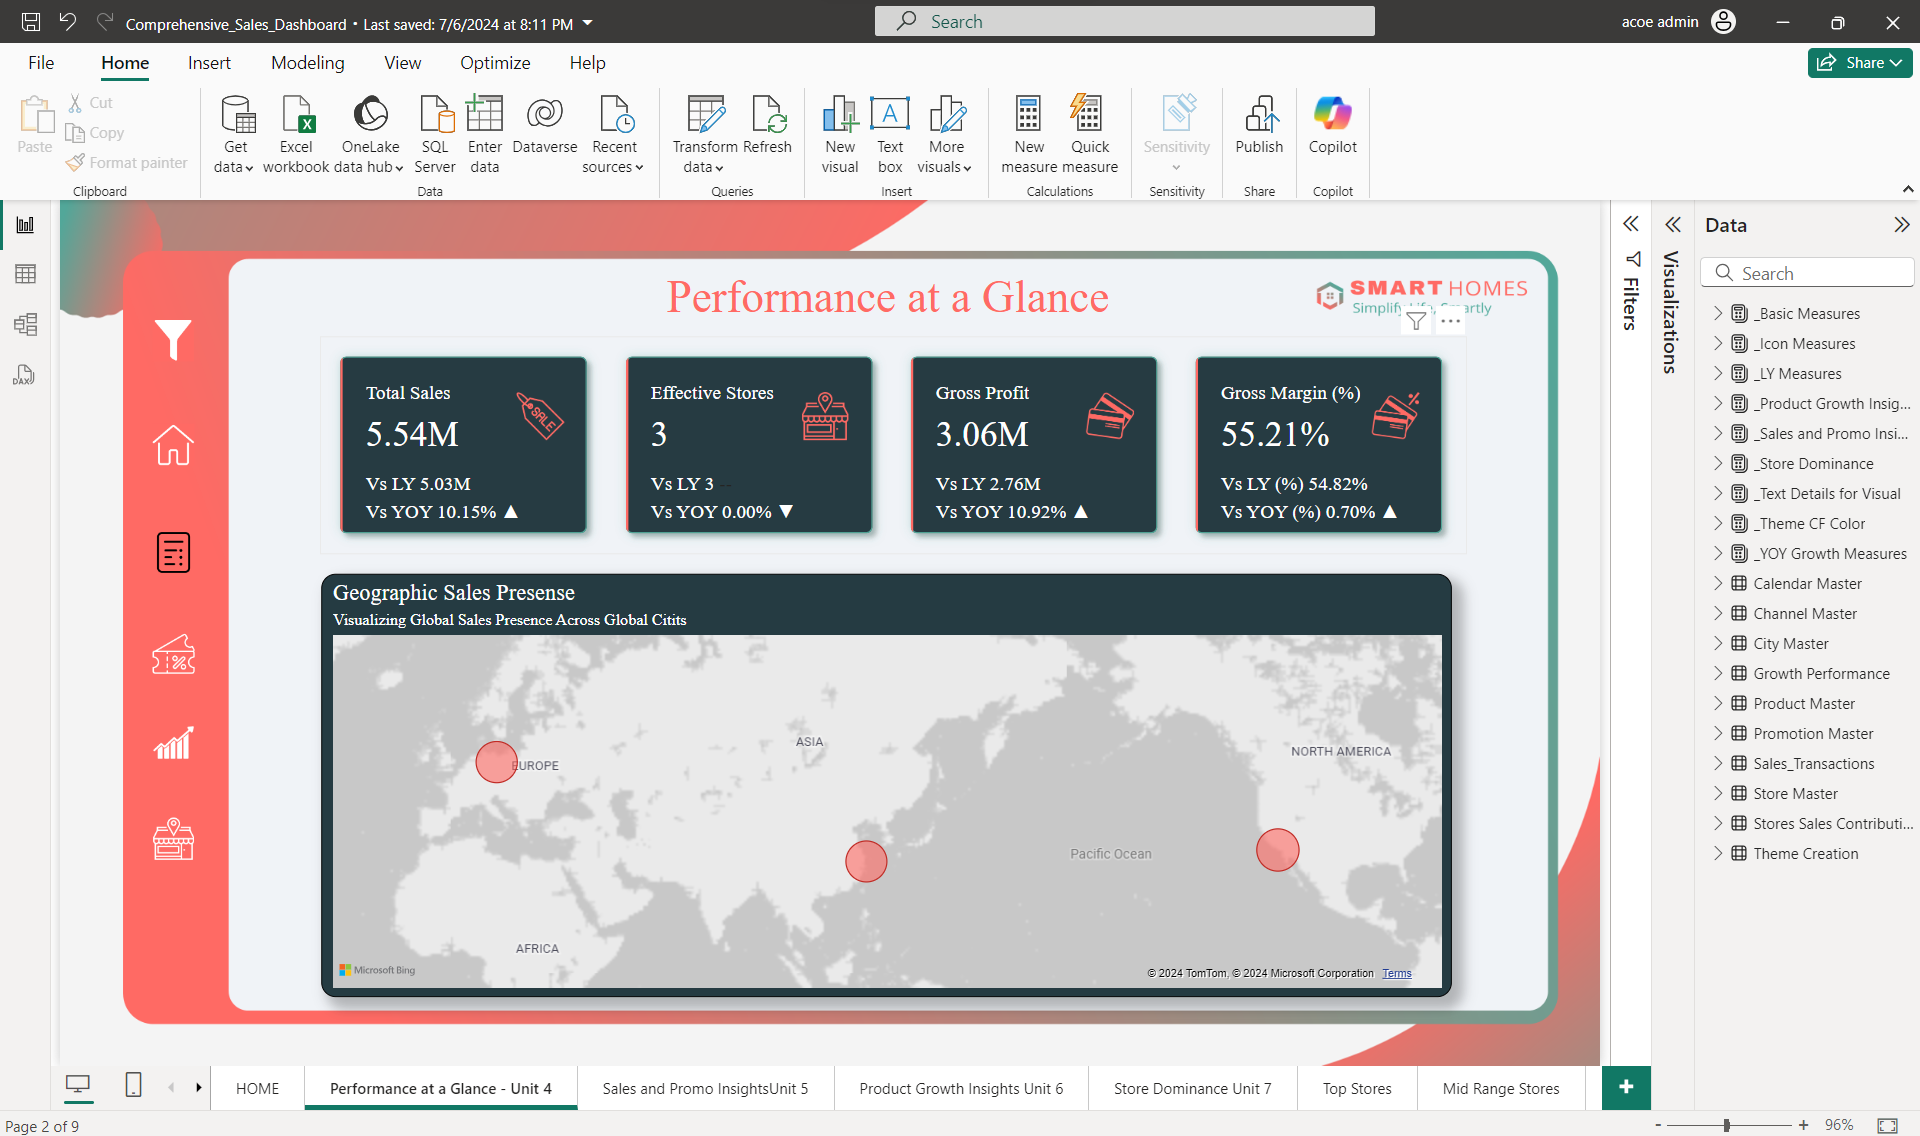 Comprehensive_Sales_Dashboard • Last saved: 7/6/2024 at 8:11 PM
Search
acoe admin
File
Home
Insert
Modeling
View
Optimize
Help
Share
Paste
Cut
Copy
Format painter
Clipboard
Get data
Excel workbook
OneLake data hub
SQL Server
Enter data
Dataverse
Recent sources
Data
Transform data
Refresh
Queries
New visual
Text box
More visuals
Insert
New measure
Quick measure
Calculations
Sensitivity
Sensitivity
Publish
Share
Copilot
Copilot
Performance at a Glance
SMART HOMES
Total Sales
5.54M
Vs LY 5.03M
Vs YOY 10.15% ▲
SALE
Effective Stores
3
Vs LY 3 --
Vs YOY 0.00% ▼
Gross Profit
3.06M
Vs LY 2.76M
Vs YOY 10.92% ▲
Gross Margin (%)
55.21%
Vs LY (%) 54.82%
Vs YOY (%) 0.70% ▲
Geographic Sales Presense
Visualizing Global Sales Presence Across Global Citits
ASIA
EUROPE
NORTH AMERICA
Pacific Ocean
AFRICA
Microsoft Bing
© 2024 TomTom, © 2024 Microsoft Corporation Terms
Filters
Visualizations
Data
Search
_Basic Measures
_Icon Measures
_LY Measures
_Product Growth Insig...
_Sales and Promo Insi...
_Store Dominance
_Text Details for Visual
_Theme CF Color
_YOY Growth Measures
Calendar Master
Channel Master
City Master
Growth Performance
Product Master
Promotion Master
Sales_Transactions
Store Master
Stores Sales Contributi...
Theme Creation
DAX
HOME
Performance at a Glance - Unit 4
Sales and Promo InsightsUnit 5
Product Growth Insights Unit 6
Store Dominance Unit 7
Top Stores
Mid Range Stores
Page 2 of 9
96%